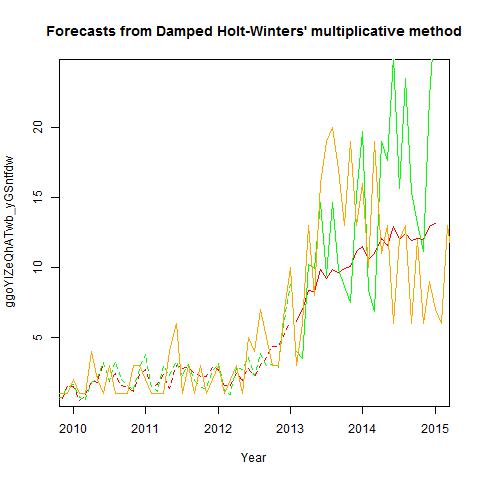 Forecasts from Damped Holt-Winters' multiplicative method
ggoYIZeQhATwb_yGSntfdw
20
15
10
5
2010 2011 2012 2013 2014 2015
Year